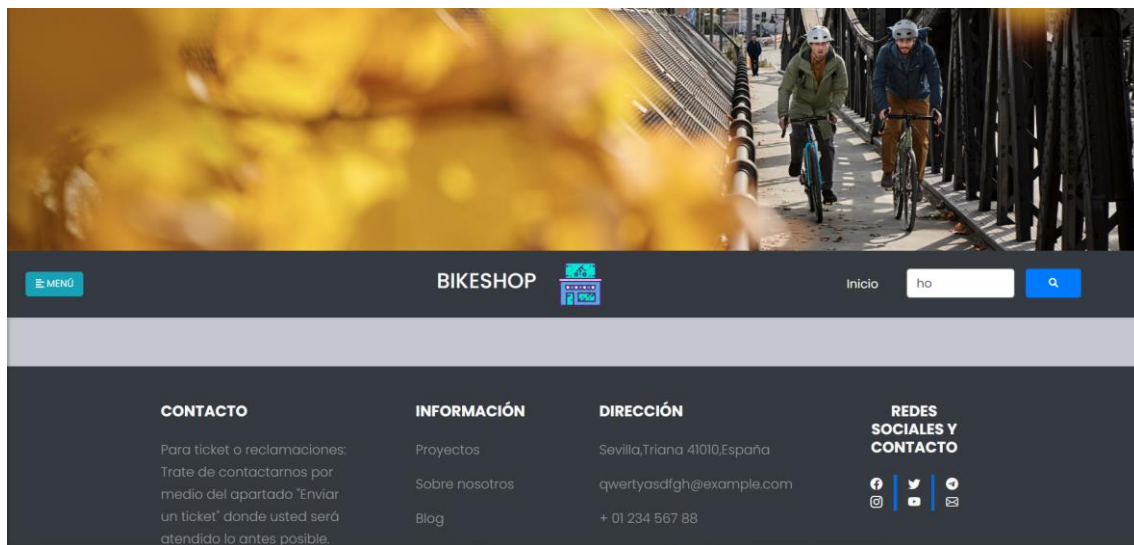 MENÚ
BIKESHOP
Inicio
ho
CONTACTO
Para ticket o reclamaciones:
Trate de contactarnos por
medio del apartado "Enviar
un ticket" donde usted será
atendido lo antes posible.
INFORMACIÓN
Proyectos
Sobre nosotros
Blog
DIRECCIÓN
Sevilla,Triana 41010,España
qwertyasdfgh@example.com
+ 01 234 567 88
REDES
SOCIALES Y
CONTACTO